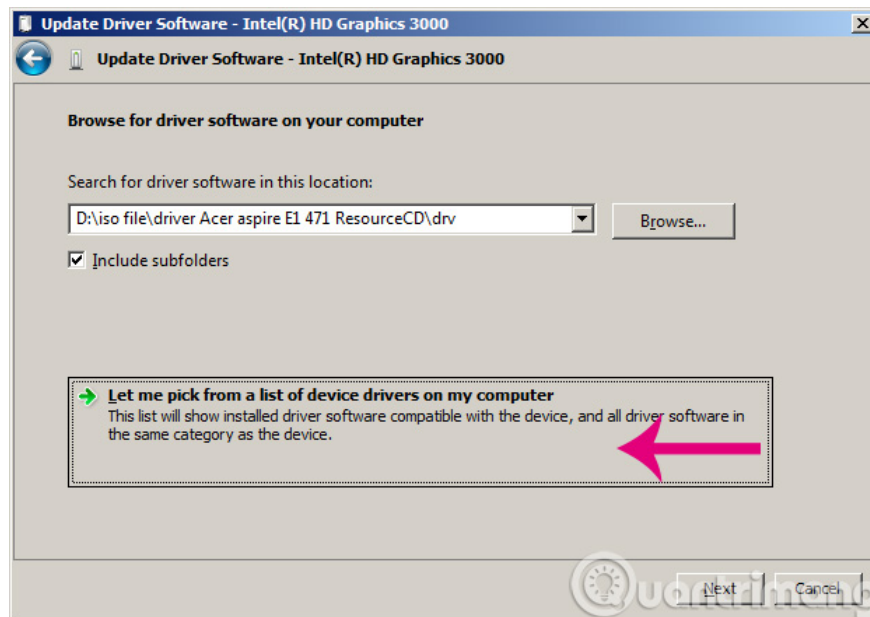 Update Driver Software - Intel(R) HD Graphics 3000
Update Driver Software - Intel(R) HD Graphics 3000
Browse for driver software on your computer
Search for driver software in this location:
D:\iso file\driver Acer aspire E1 471 ResourceCD\drv
Browse...
Include subfolders
Let me pick from a list of device drivers on my computer
This list will show installed driver software compatible with the device, and all driver software in
the same category as the device.
Next
Cancel
Quantrimang